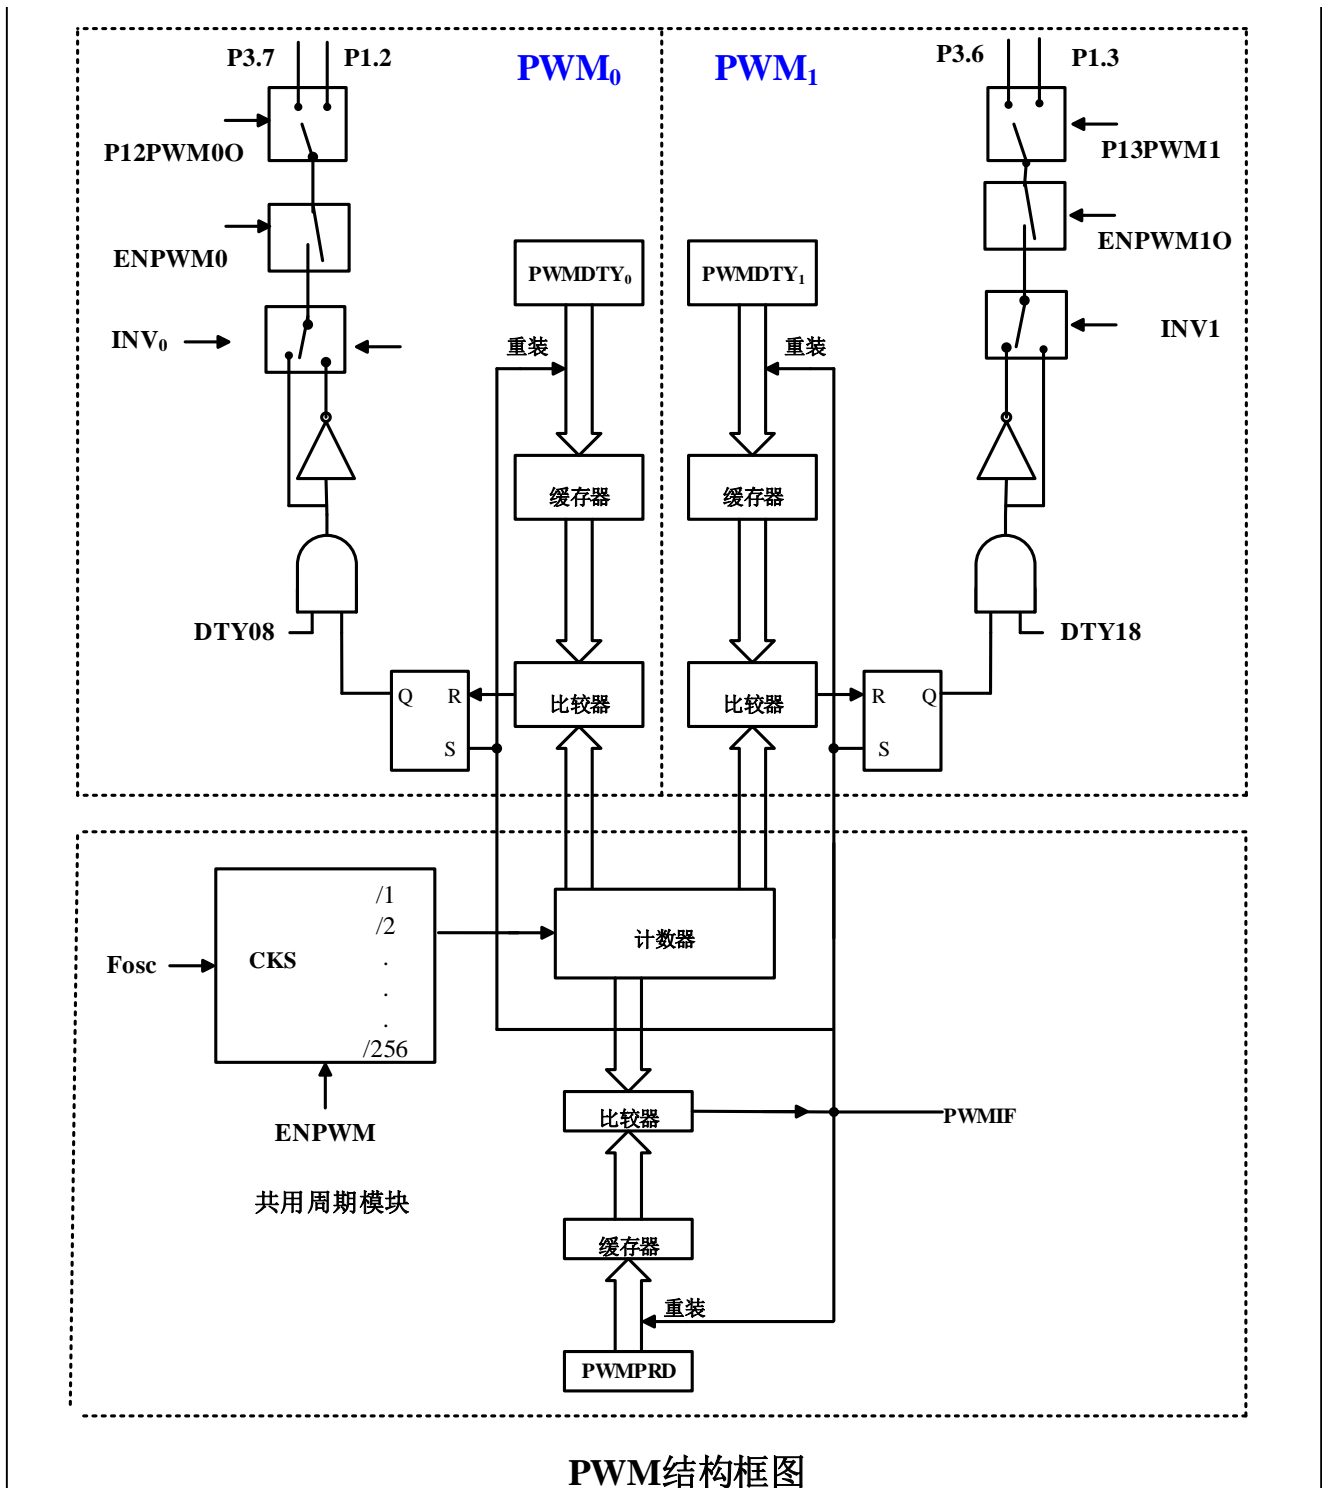 P3.7 P1.2
PWM0
PWM1
P3.6 P1.3
P12PWM0O
P13PWM1
ENPWM0
ENPWM1O
PWMDTY0
PWMDTY1
INV0
INV1
重装
重装
缓存器
缓存器
DTY08
DTY18
比较器
比较器
Q R
S
R Q
S
/1
/2
.
.
.
/256
Fosc
CKS
计数器
ENPWM
比较器
PWMIF
共用周期模块
缓存器
重装
PWMPRD
PWM结构框图